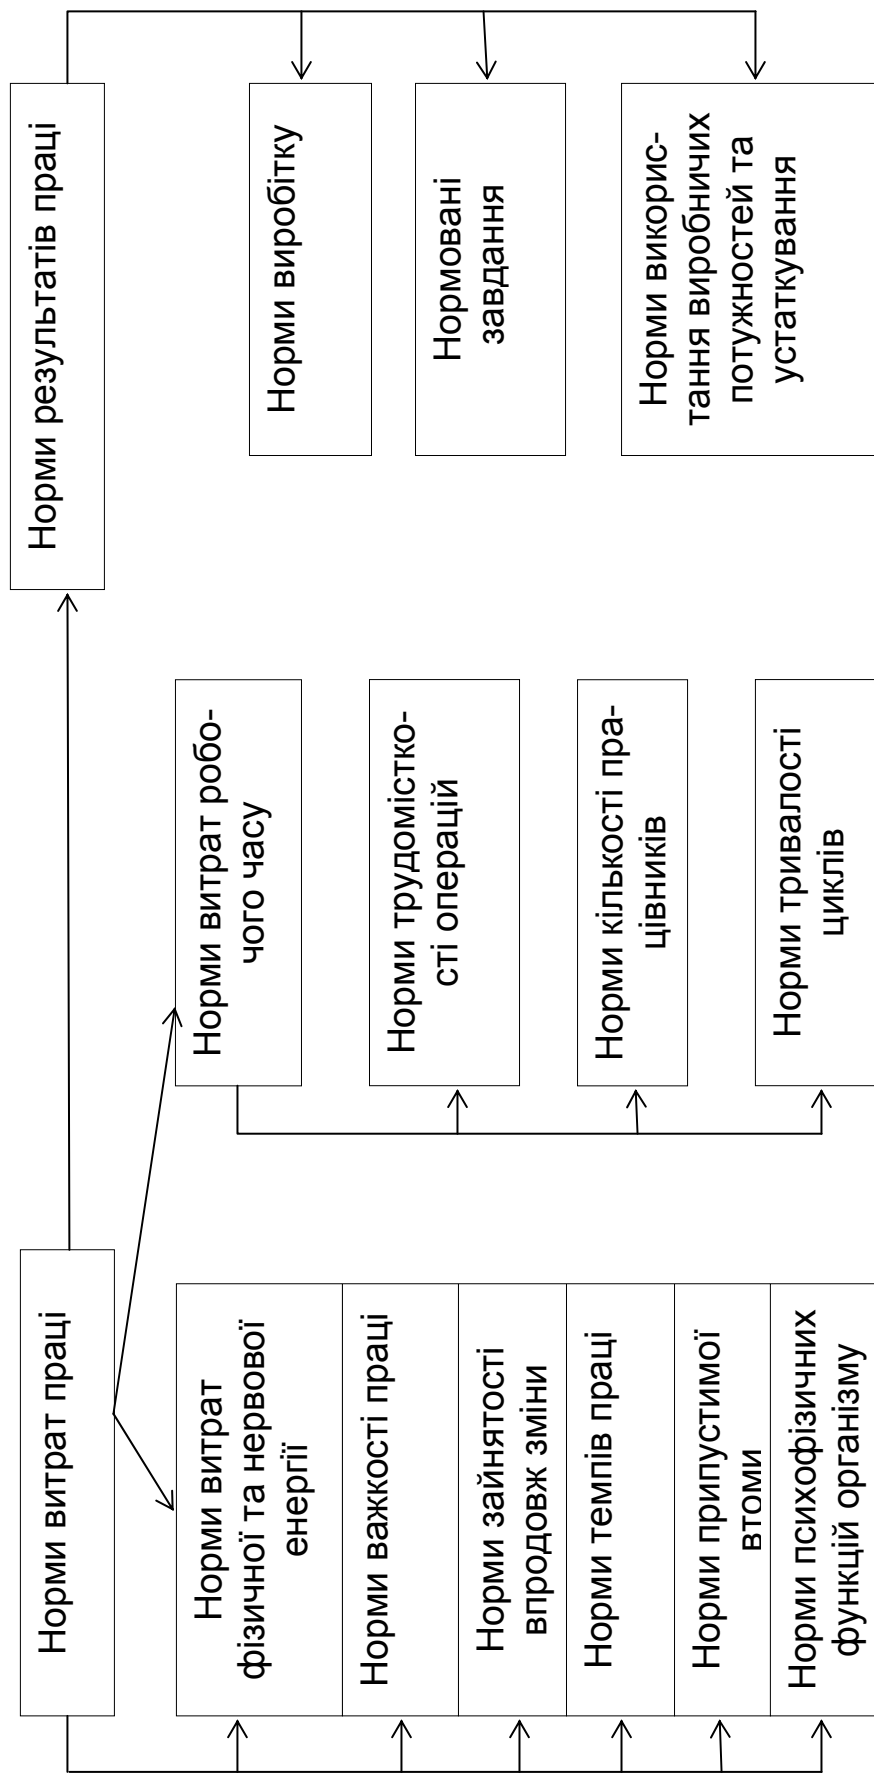 Норми витрат праці
Норми результатів праці
Норми витрат
фізичної та нервової
енергії
Норми важкості праці
Норми зайнятості
впродовж зміни
Норми темпів праці
Норми припустимої
втоми
Норми психофізичних
функцій організму
Норми витрат робо-
чого часу
Норми трудомістко-
сті операцій
Норми кількості пра-
цівників
Норми тривалості
циклів
Норми виробітку
Нормовані
завдання
Норми викорис-
тання виробничих
потужностей та
устаткування